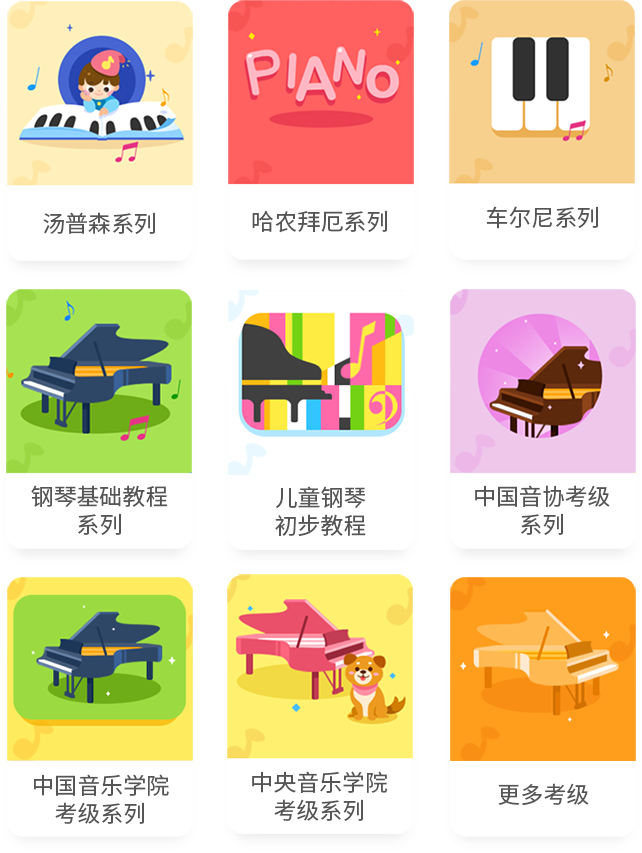 PIANO
汤普森系列
哈农拜厄系列
车尔尼系列
钢琴基础教程
系列
儿童钢琴
初步教程
中国音协考级
系列
中国音乐学院
考级系列
中央音乐学院
考级系列
更多考级